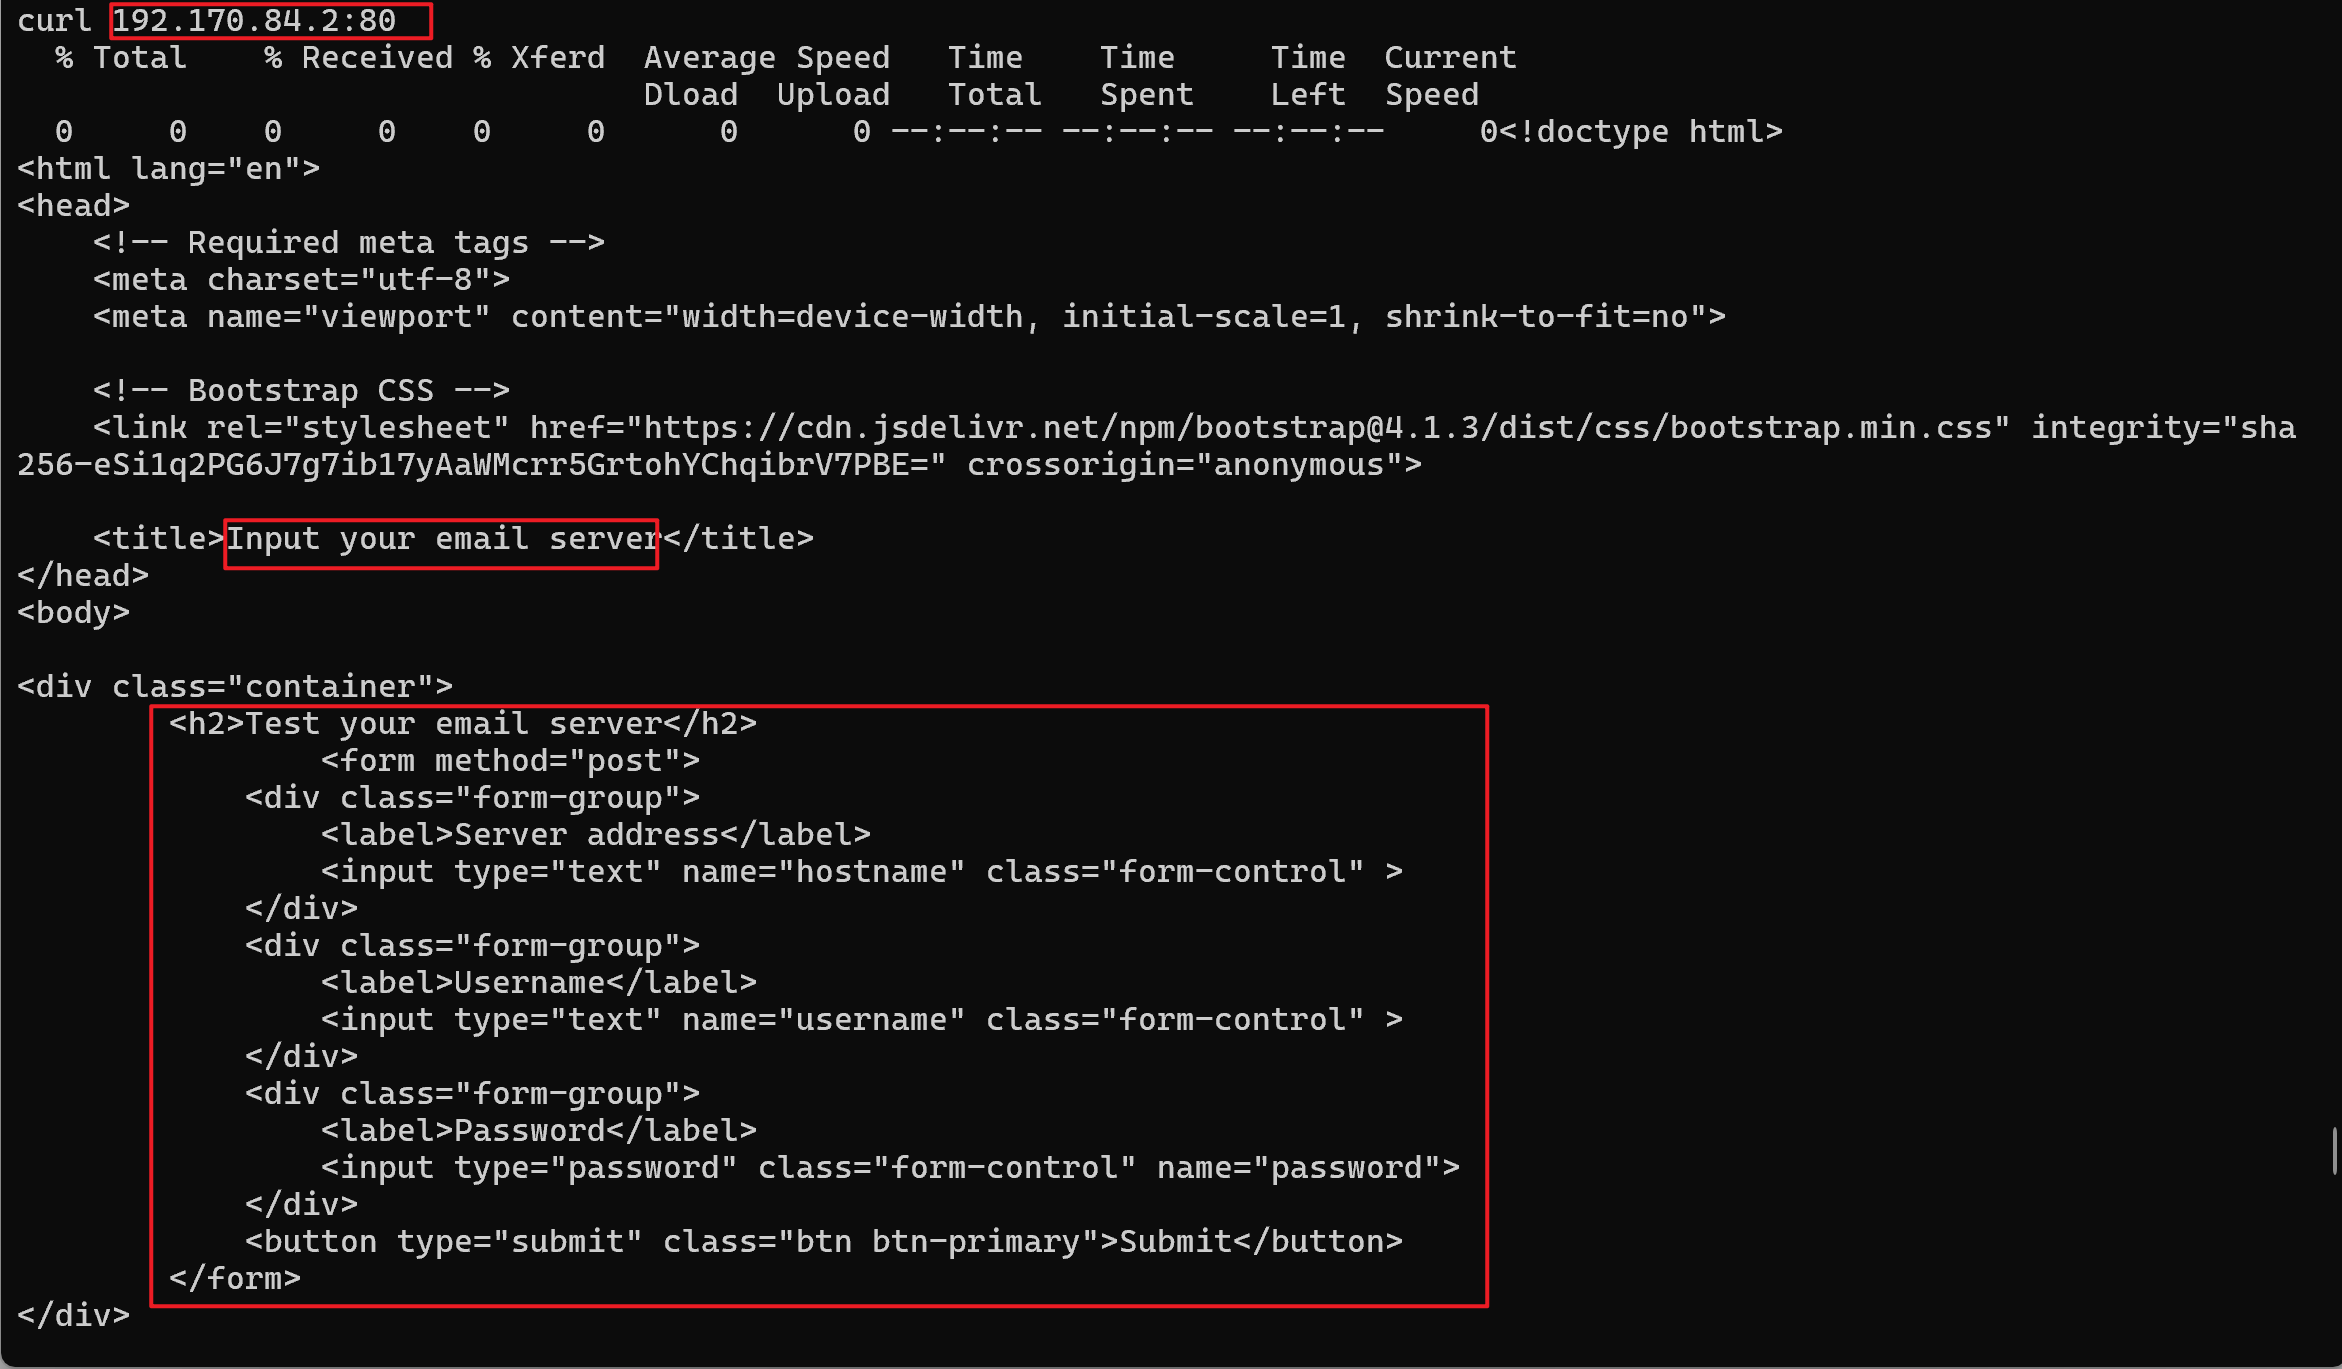 curl 192.170.84.2:80
  % Total    % Received % Xferd  Average Speed   Time    Time     Time  Current
                                 Dload  Upload   Total   Spent    Left  Speed
  0     0    0     0    0     0       0      0 --:--:-- --:--:-- --:--:--     0<!doctype html>
<html lang="en">
<head>
    <!-- Required meta tags -->
    <meta charset="utf-8">
    <meta name="viewport" content="width=device-width, initial-scale=1, shrink-to-fit=no">

    <!-- Bootstrap CSS -->
    <link rel="stylesheet" href="https://cdn.jsdelivr.net/npm/bootstrap@4.1.3/dist/css/bootstrap.min.css" integrity="sha
256-eSi1q2PG6J7g7ib17yAaWMcrr5GrtohYChqibrV7PBE=" crossorigin="anonymous">

    <title>Input your email server</title>
</head>
<body>

<div class="container">
        <h2>Test your email server</h2>
                <form method="post">
            <div class="form-group">
                <label>Server address</label>
                <input type="text" name="hostname" class="form-control" >
            </div>
            <div class="form-group">
                <label>Username</label>
                <input type="text" name="username" class="form-control" >
            </div>
            <div class="form-group">
                <label>Password</label>
                <input type="password" class="form-control" name="password">
            </div>
            <button type="submit" class="btn btn-primary">Submit</button>
        </form>
</div>